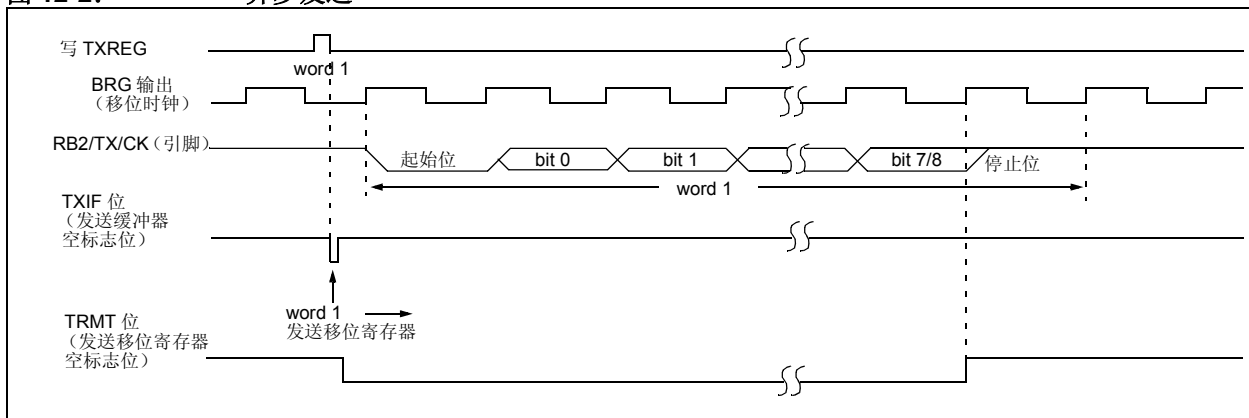 写 TXREG
word 1
BRG 输出
（移位时钟）
RB2/TX/CK（引脚）
起始位
bit 0
bit 1
bit 7/8
停止位
word 1
TXIF 位
（发送缓冲器
空标志位）
word 1
发送移位寄存器
TRMT 位
（发送移位寄存器
空标志位）